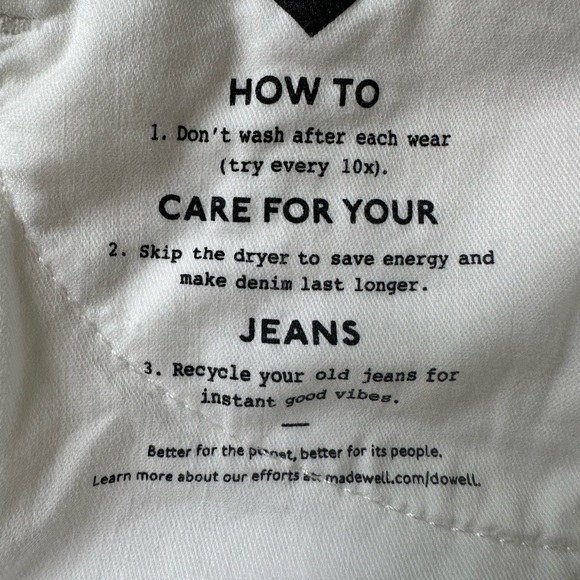 HOW TO
1. Don't wash after each wear
(try every 10x).
CARE FOR YOUR
2. Skip the dryer to save energy and
make denim last longer.
JEANS
3. Recycle your old jeans for
instant good vibes.
Better for the planet, better for its people.
Learn more about our efforts at madewell.com/dowell.